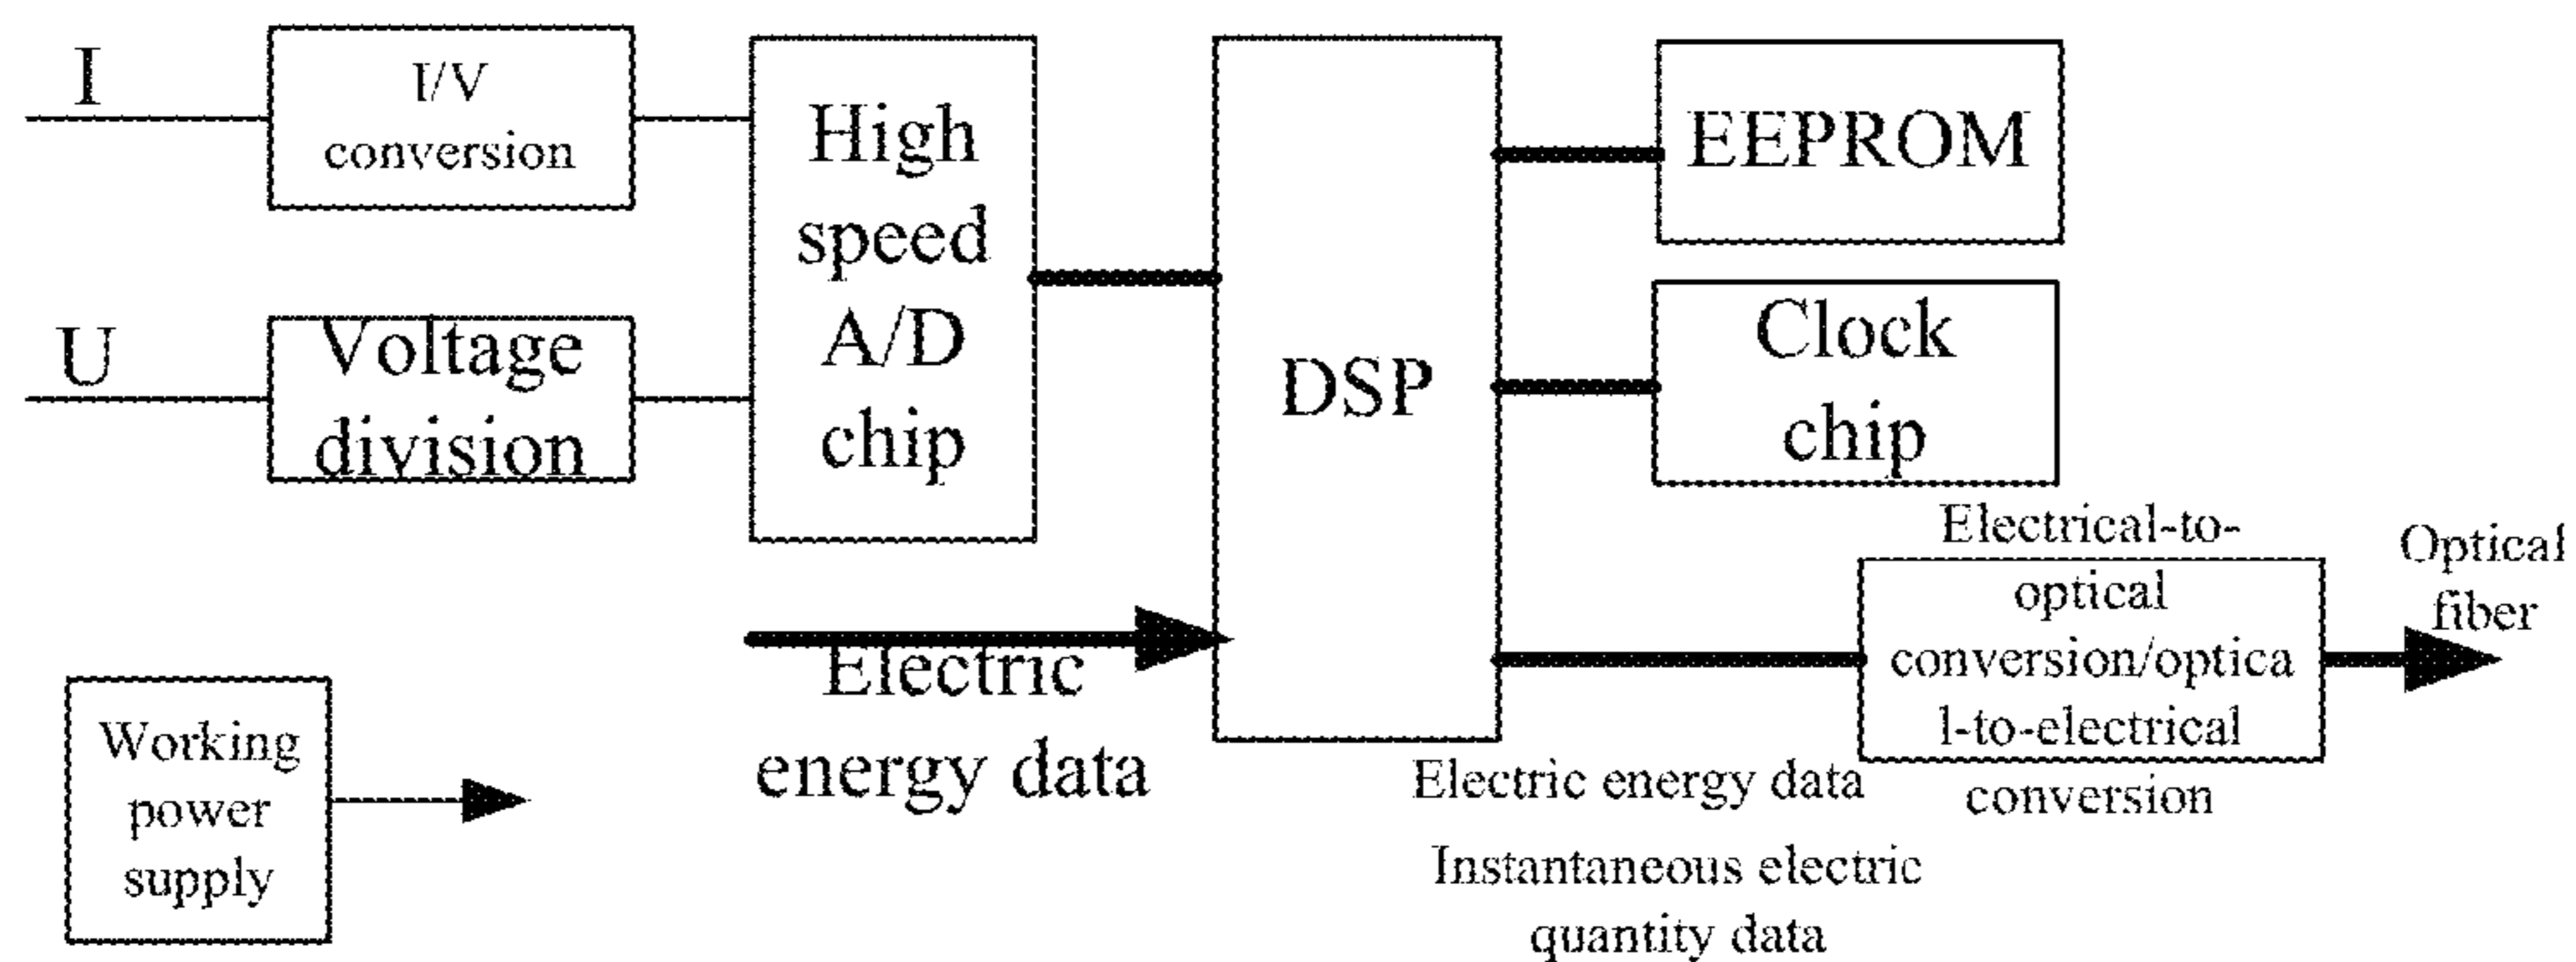 I
I/V
conversion
U
Voltage
division
High
speed
A/D
chip
DSP
EEPROM
Clock
chip
Electrical-to-
optical
conversion/optica
l-to-electrical
conversion
Optical
fiber
Electric
energy data
Working
power
supply
Electric energy data
Instantaneous electric
quantity data